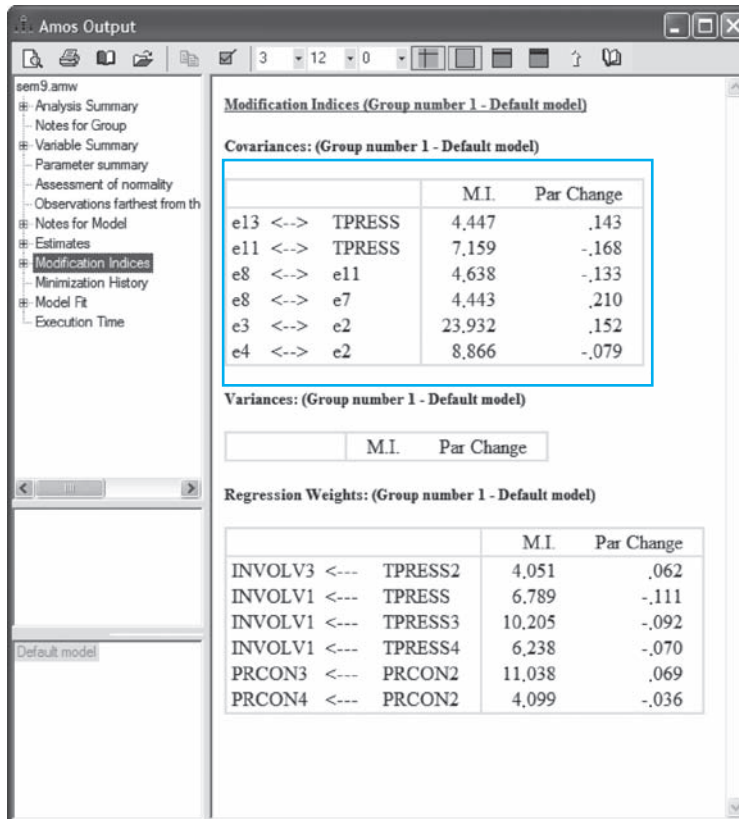 Amos Output
3 12 0
sem9.amw
Analysis Summary
Notes for Group
Variable Summary
Parameter summary
Assessment of normality
Observations farthest from th
Notes for Model
Estimates
Modification Indices
Minimization History
Model Fit
Execution Time
Default model
Modification Indices (Group number 1 - Default model)
Covariances: (Group number 1 - Default model)
M.I. Par Change
e13 <--> TPRESS 4,447 ,143
e11 <--> TPRESS 7,159 -,168
e8 <--> e11 4,638 -,133
e8 <--> e7 4,443 ,210
e3 <--> e2 23,932 ,152
e4 <--> e2 8,866 -,079
Variances: (Group number 1 - Default model)
M.I. Par Change
Regression Weights: (Group number 1 - Default model)
M.I. Par Change
INVOLV3 <--- TPRESS2 4,051 ,062
INVOLV1 <--- TPRESS 6,789 -,111
INVOLV1 <--- TPRESS3 10,205 -,092
INVOLV1 <--- TPRESS4 6,238 -,070
PRCON3 <--- PRCON2 11,038 ,069
PRCON4 <--- PRCON2 4,099 -,036